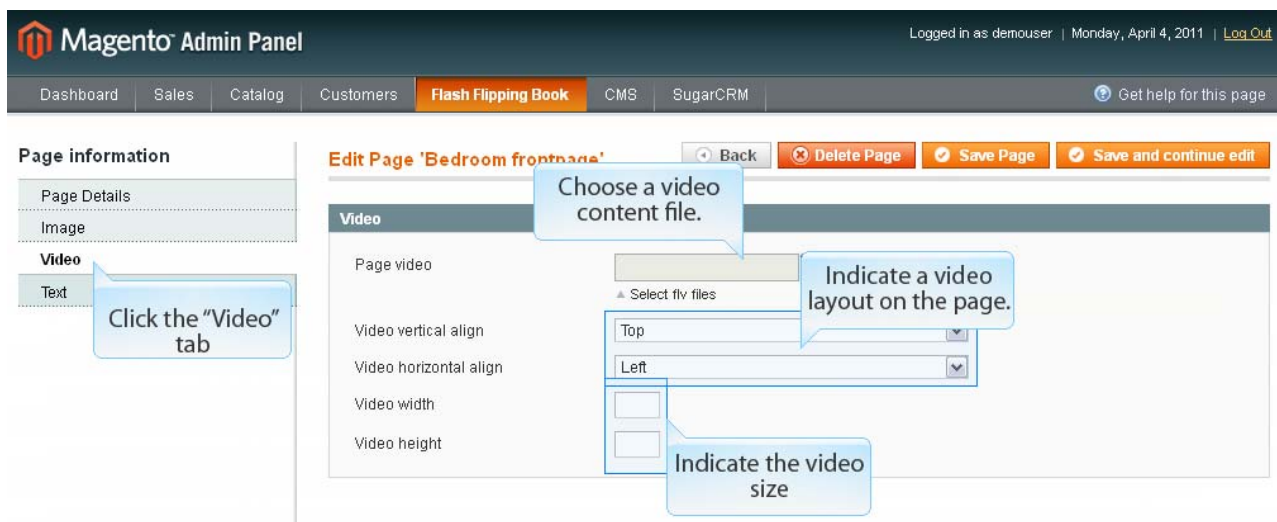 Magento™ Admin Panel
Logged in as demouser | Monday, April 4, 2011 | Log Out
Dashboard Sales Catalog Customers Flash Flipping Book CMS SugarCRM Get help for this page
Page information
Page Details
Image
Video
Text
Click the “Video”
tab
Edit Page 'Bedroom frontpage'
Back Delete Page Save Page Save and continue edit
Choose a video
content file.
Video
Page video
Select flv files
Indicate a video
layout on the page.
Video vertical align Top
Video horizontal align Left
Video width
Video height
Indicate the video
size